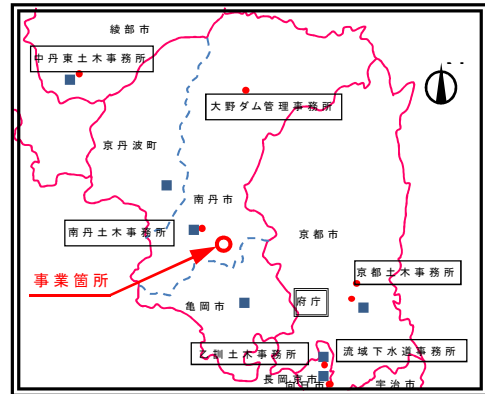 綾部市
中丹東土木事務所
大野ダム管理事務所
京丹波町
南丹市
南丹土木事務所
京都市
事業箇所
京都土木事務所
府庁
亀岡市
乙訓土木事務所
流域下水道事務所
長岡京市
向日市
宇治市